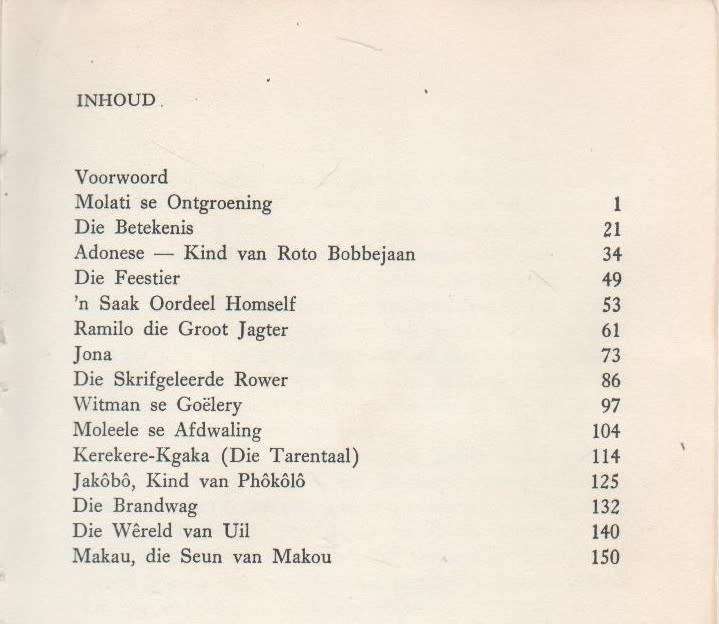 INHOUD
Voorwoord
Molati se Ontgroening 1
Die Betekenis 21
Adonese — Kind van Roto Bobbejaan 34
Die Feestier 49
'n Saak Oordeel Homself 53
Ramilo die Groot Jagter 61
Jona 73
Die Skrifgeleerde Rower 86
Witman se Goëlery 97
Moleele se Afdwaling 104
Kerekere-Kgaka (Die Tarentaal) 114
Jakôbô, Kind van Phôkôlô 125
Die Brandwag 132
Die Wêreld van Uil 140
Makau, die Seun van Makou 150